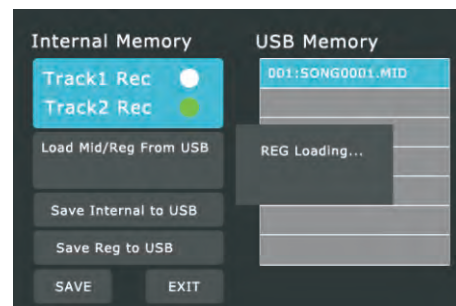 Internal Memory
Track1 Rec
Track2 Rec
Load Mid/Reg From USB
Save Internal to USB
Save Reg to USB
SAVE
EXIT
USB Memory
001:SONG0001.MID
REG Loading...